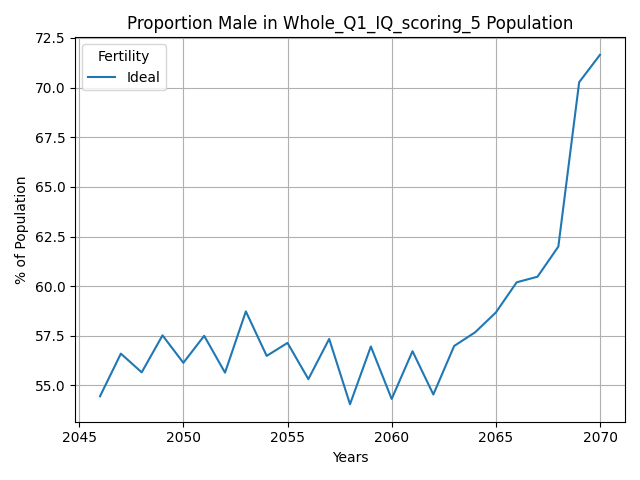 Proportion Male in Whole_Q1_IQ_scoring_5 Population
72.5
70.0
67.5
65.0
62.5
60.0
57.5
55.0
% of Population
Fertility
Ideal
2045 2050 2055 2060 2065 2070
Years